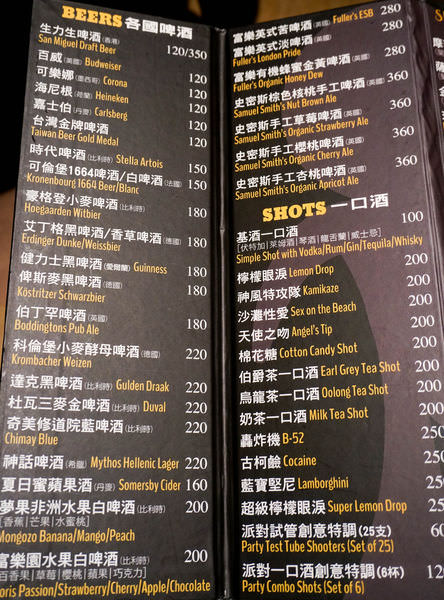 BEERS 各國啤酒
生力生啤酒(香港)
San Miguel Draft Beer 120/350
百威(美國) Budweiser 120
可樂娜(墨西哥) Corona 120
海尼根(荷蘭) Heineken 120
嘉士伯(丹麥) Carlsberg 120
台灣金牌啤酒
Taiwan Beer Gold Medal 120
時代啤酒(比利時) Stella Artois 150
可倫堡1664啤酒/白啤酒(法國)
Kronenbourg 1664 Beer/Blanc 150
豪格登小麥啤酒(比利時)
Hoegaarden Witbier 180
艾丁格黑啤酒/香草啤酒(德國)
Erdinger Dunke/Weissbier 180
健力士黑啤酒(愛爾蘭) Guinness 180
俾斯麥黑啤酒(德國)
Köstritzer Schwarzbier 180
伯丁罕啤酒(英國)
Boddingtons Pub Ale 180
科倫堡小麥酵母啤酒(德國)
Krombacher Weizen 220
達克黑啤酒(比利時) Gulden Draak 220
杜瓦三麥金啤酒(比利時) Duval 220
奇美修道院藍啤酒(比利時)
Chimay Blue 220
神話啤酒(希臘) Mythos Hellenic Lager 220
夏日蜜蘋果酒(丹麥) Somersby Cider 160
夢果非洲水果白啤酒(比利時) 200
[香蕉|芒果|水蜜桃]
Mongozo Banana/Mango/Peach
富樂園水果白啤酒(比利時) 200
百香果|草莓|櫻桃|蘋果|巧克力]
oris Passion/Strawberry/Cherry/Apple/Chocolate
富樂英式苦啤酒(英國) Fuller's ESB 280
富樂英式淡啤酒(英國)
Fuller's London Pride 280
富樂有機蜂蜜金黃啤酒(英國)
Fuller's Organic Honey Dew 280
史密斯棕色核桃手工啤酒(英國)
Samuel Smith's Nut Brown Ale 360
史密斯手工草莓啤酒(英國)
Samuel Smith's Organic Strawberry Ale 360
史密斯手工櫻桃啤酒(英國)
Samuel Smith's Organic Cherry Ale 360
史密斯手工杏桃啤酒(英國)
Samuel Smith's Organic Apricot Ale 360
SHOTS 一口酒
基酒一口酒 100
[伏特加|萊姆酒|琴酒|龍舌蘭|威士忌]
Simple Shot with Vodka/Rum/Gin/Tequila/Whisky
檸檬眼淚 Lemon Drop 200
神風特攻隊 Kamikaze 200
沙灘性愛 Sex on the Beach 200
天使之吻 Angel's Tip 200
棉花糖 Cotton Candy Shot 200
伯爵茶一口酒 Earl Grey Tea Shot 200
烏龍茶一口酒 Oolong Tea Shot 200
奶茶一口酒 Milk Tea Shot 200
轟炸機 B-52 250
古柯鹼 Cocaine 250
藍寶堅尼 Lamborghini 250
超級檸檬眼淚 Super Lemon Drop 250
派對試管創意特調(25支) 60
Party Test Tube Shooters (Set of 25)
派對一口酒創意特調(6杯) 120
Party Combo Shots (Set of 6)